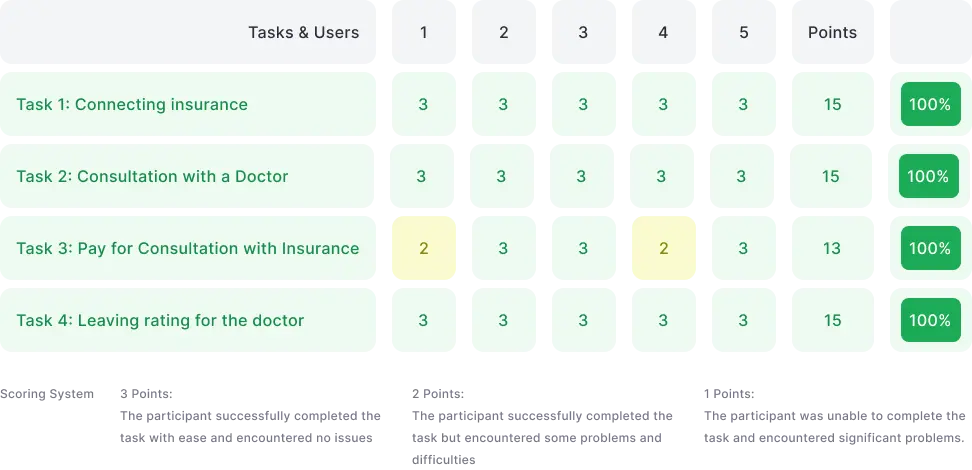 Tasks & Users 1 2 3 4 5 Points
Task 1: Connecting insurance 3 3 3 3 3 15 100%
Task 2: Consultation with a Doctor 3 3 3 3 3 15 100%
Task 3: Pay for Consultation with Insurance 2 3 3 2 3 13 100%
Task 4: Leaving rating for the doctor 3 3 3 3 3 15 100%
Scoring System
3 Points:
The participant successfully completed the
task with ease and encountered no issues
2 Points:
The participant successfully completed the
task but encountered some problems and
difficulties
1 Points:
The participant was unable to complete the
task and encountered significant problems.